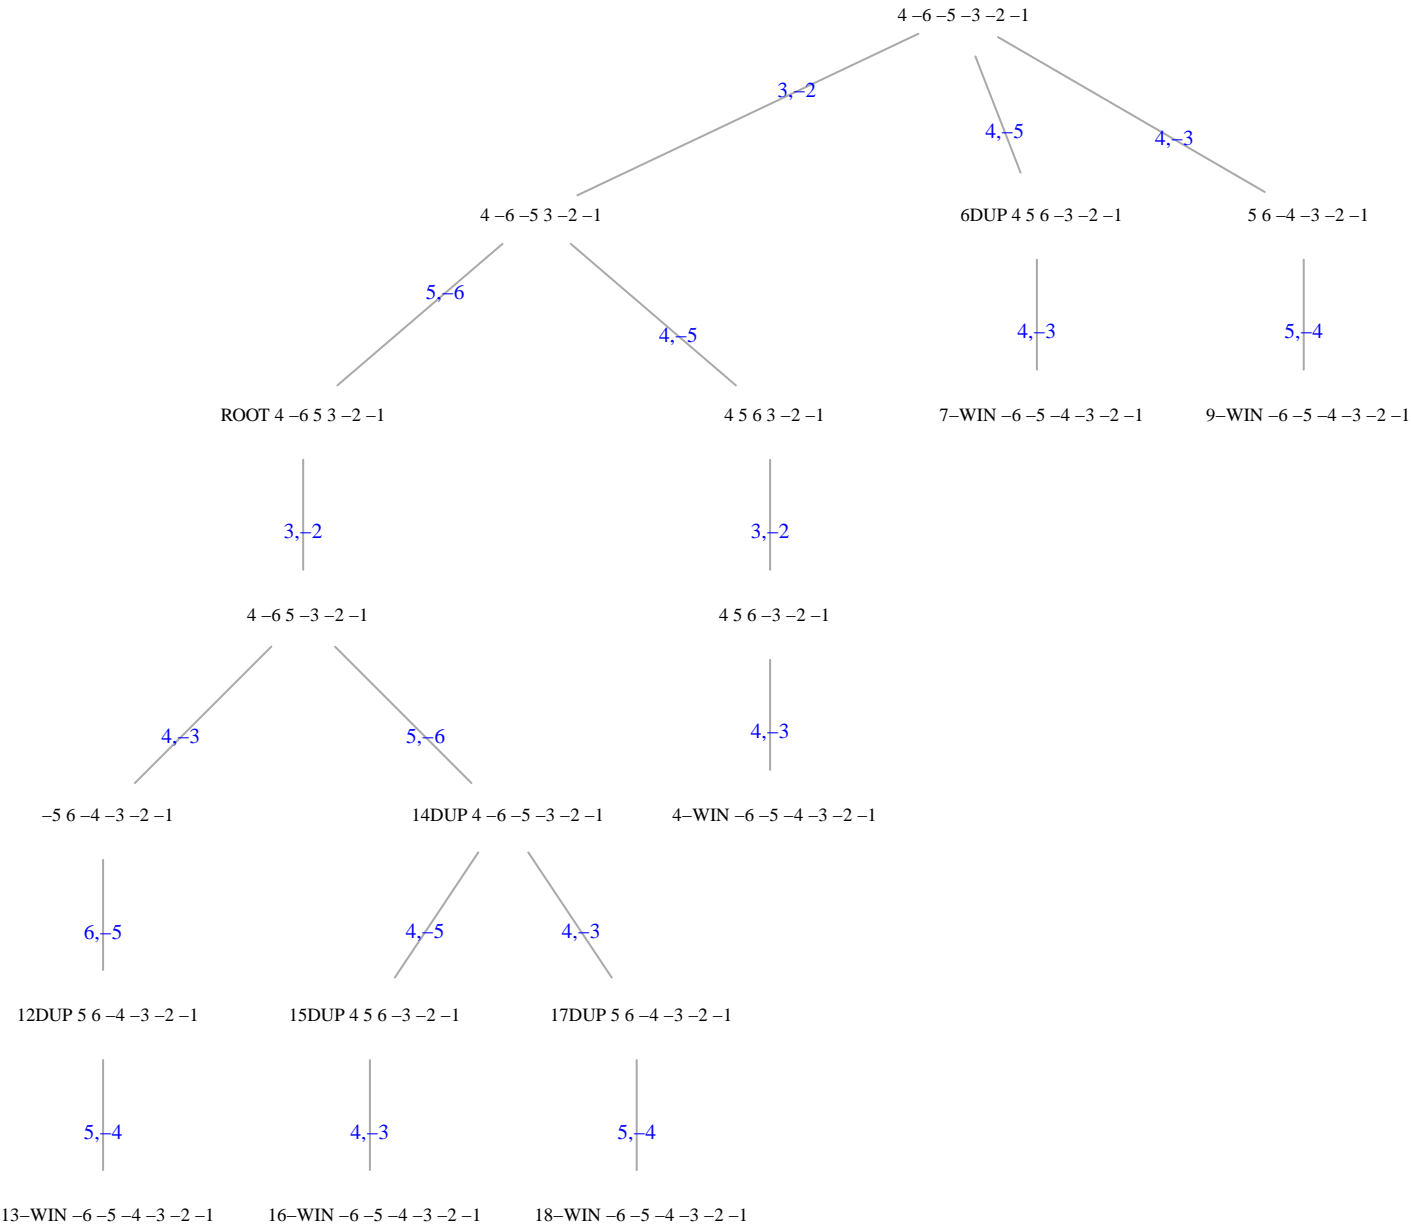 4 –6 –5 –3 –2 –1
3,–2
4,–5
4,–3
4 –6 –5 3 –2 –1
6DUP 4 5 6 –3 –2 –1
5 6 –4 –3 –2 –1
5,–6
4,–5
4,–3
5,–4
ROOT 4 –6 5 3 –2 –1
4 5 6 3 –2 –1
7–WIN –6 –5 –4 –3 –2 –1
9–WIN –6 –5 –4 –3 –2 –1
3,–2
3,–2
4 –6 5 –3 –2 –1
4 5 6 –3 –2 –1
4,–3
5,–6
4,–3
–5 6 –4 –3 –2 –1
14DUP 4 –6 –5 –3 –2 –1
4–WIN –6 –5 –4 –3 –2 –1
6,–5
4,–5
4,–3
12DUP 5 6 –4 –3 –2 –1
15DUP 4 5 6 –3 –2 –1
17DUP 5 6 –4 –3 –2 –1
5,–4
4,–3
5,–4
13–WIN –6 –5 –4 –3 –2 –1
16–WIN –6 –5 –4 –3 –2 –1
18–WIN –6 –5 –4 –3 –2 –1